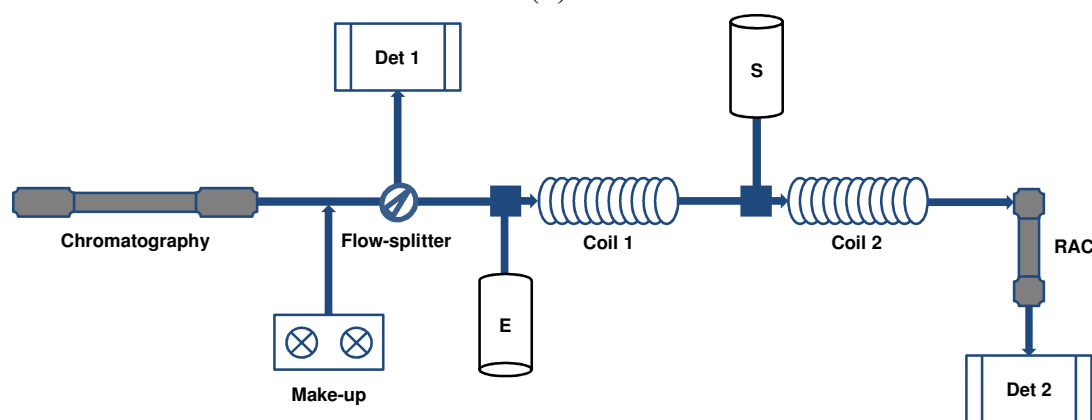 Det 1
S
Chromatography
Flow-splitter
Coil 1
Coil 2
RAC
E
Make-up
Det 2